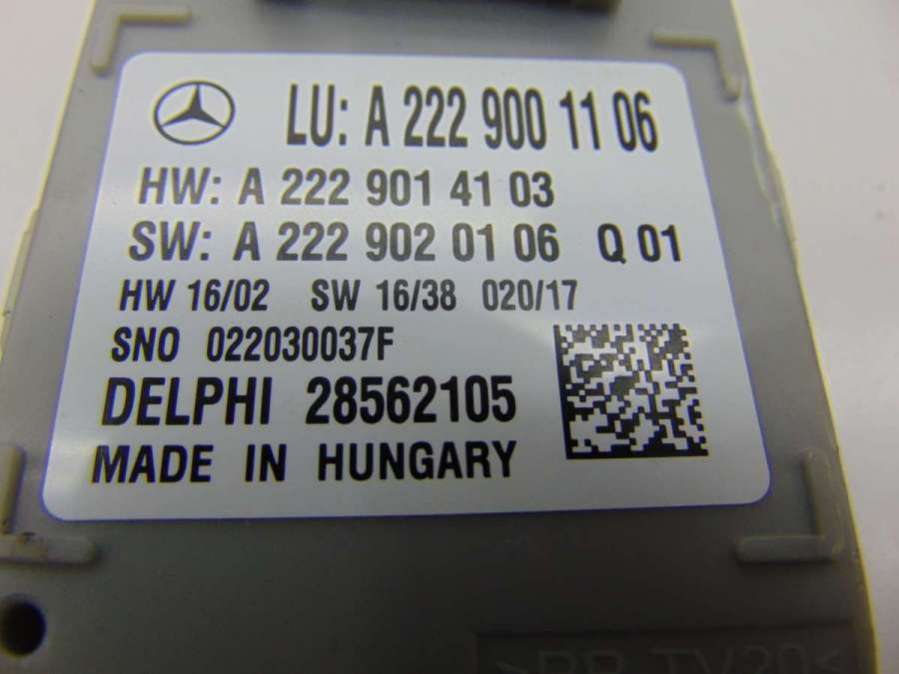 LU: A 222 900 11 06
HW: A 222 901 41 03
SW: A 222 902 01 06 Q 01
HW 16/02 SW 16/38 020/17
SNO 022030037F
DELPHI 28562105
MADE IN HUNGARY